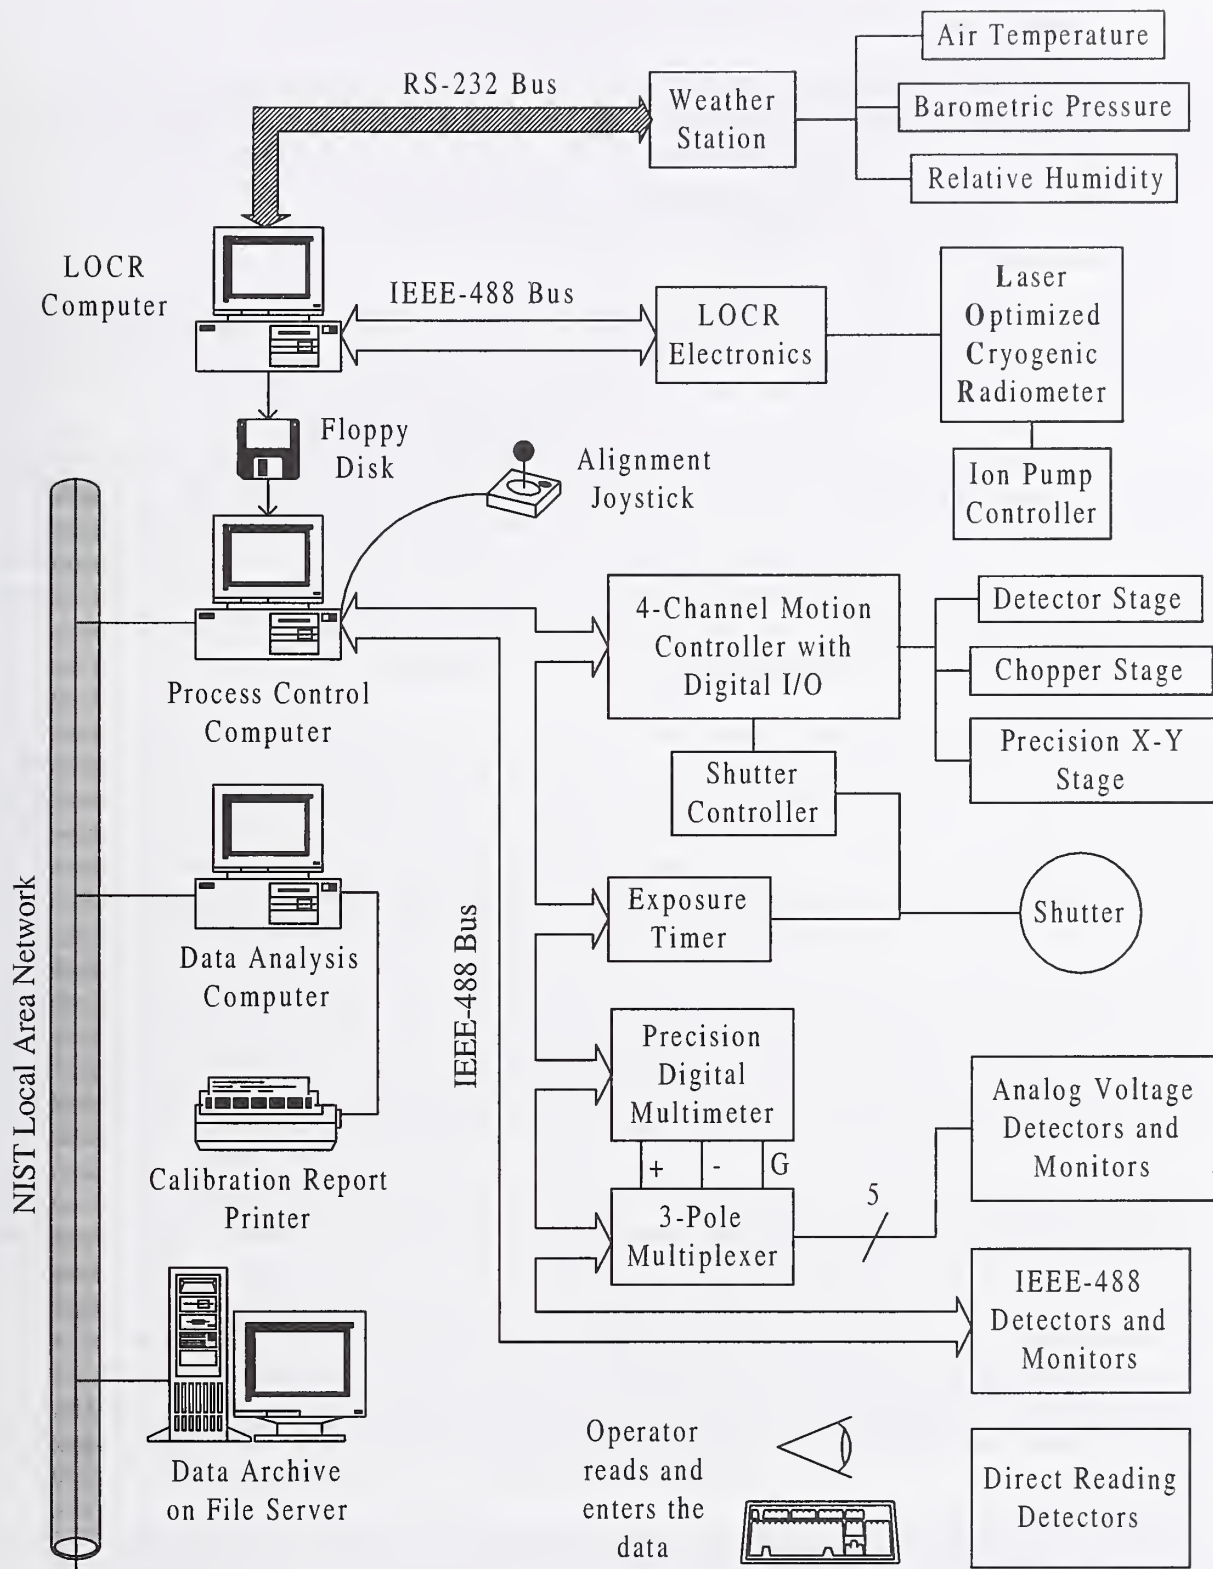 Air Temperature
RS-232 Bus
Weather
Station
Barometric Pressure
Relative Humidity
LOCR
Computer
IEEE-488 Bus
LOCR
Electronics
Laser
Optimized
Cryogenic
Radiometer
Floppy
Disk
Alignment
Joystick
Ion Pump
Controller
4-Channel Motion
Controller with
Digital I/O
Detector Stage
Chopper Stage
Precision X-Y
Stage
Process Control
Computer
Shutter
Controller
Exposure
Timer
Shutter
Data Analysis
Computer
IEEE-488 Bus
NIST Local Area Network
Precision
Digital
Multimeter
+
-
G
Analog Voltage
Detectors and
Monitors
Calibration Report
Printer
3-Pole
Multiplexer
5
IEEE-488
Detectors and
Monitors
Data Archive
on File Server
Operator
reads and
enters the
data
Direct Reading
Detectors